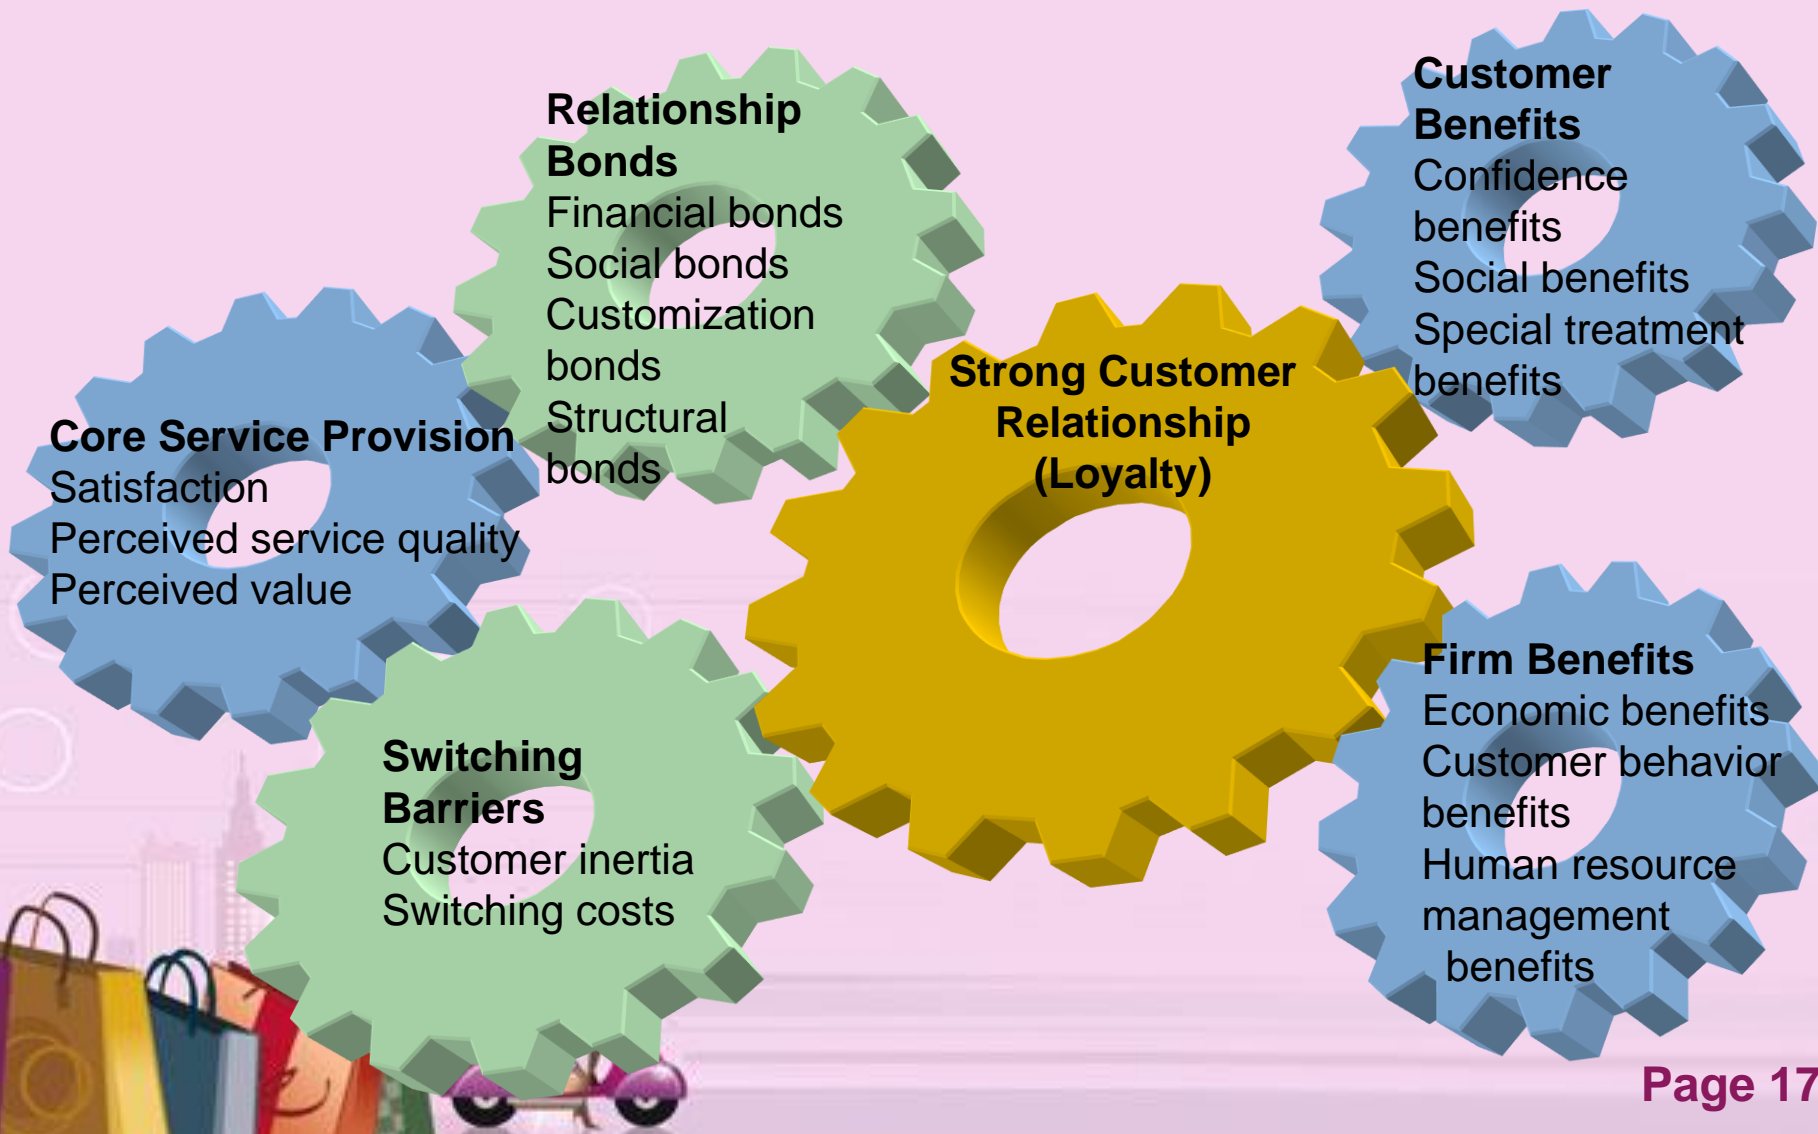 Relationship
Bonds
Financial bonds
Social bonds
Customization
bonds
Structural
bonds
Customer
Benefits
Confidence
benefits
Social benefits
Special treatment
benefits
Core Service Provision
Satisfaction
Perceived service quality
Perceived value
Strong Customer
Relationship
(Loyalty)
Switching
Barriers
Customer inertia
Switching costs
Firm Benefits
Economic benefits
Customer behavior
benefits
Human resource
management
benefits
Page 17